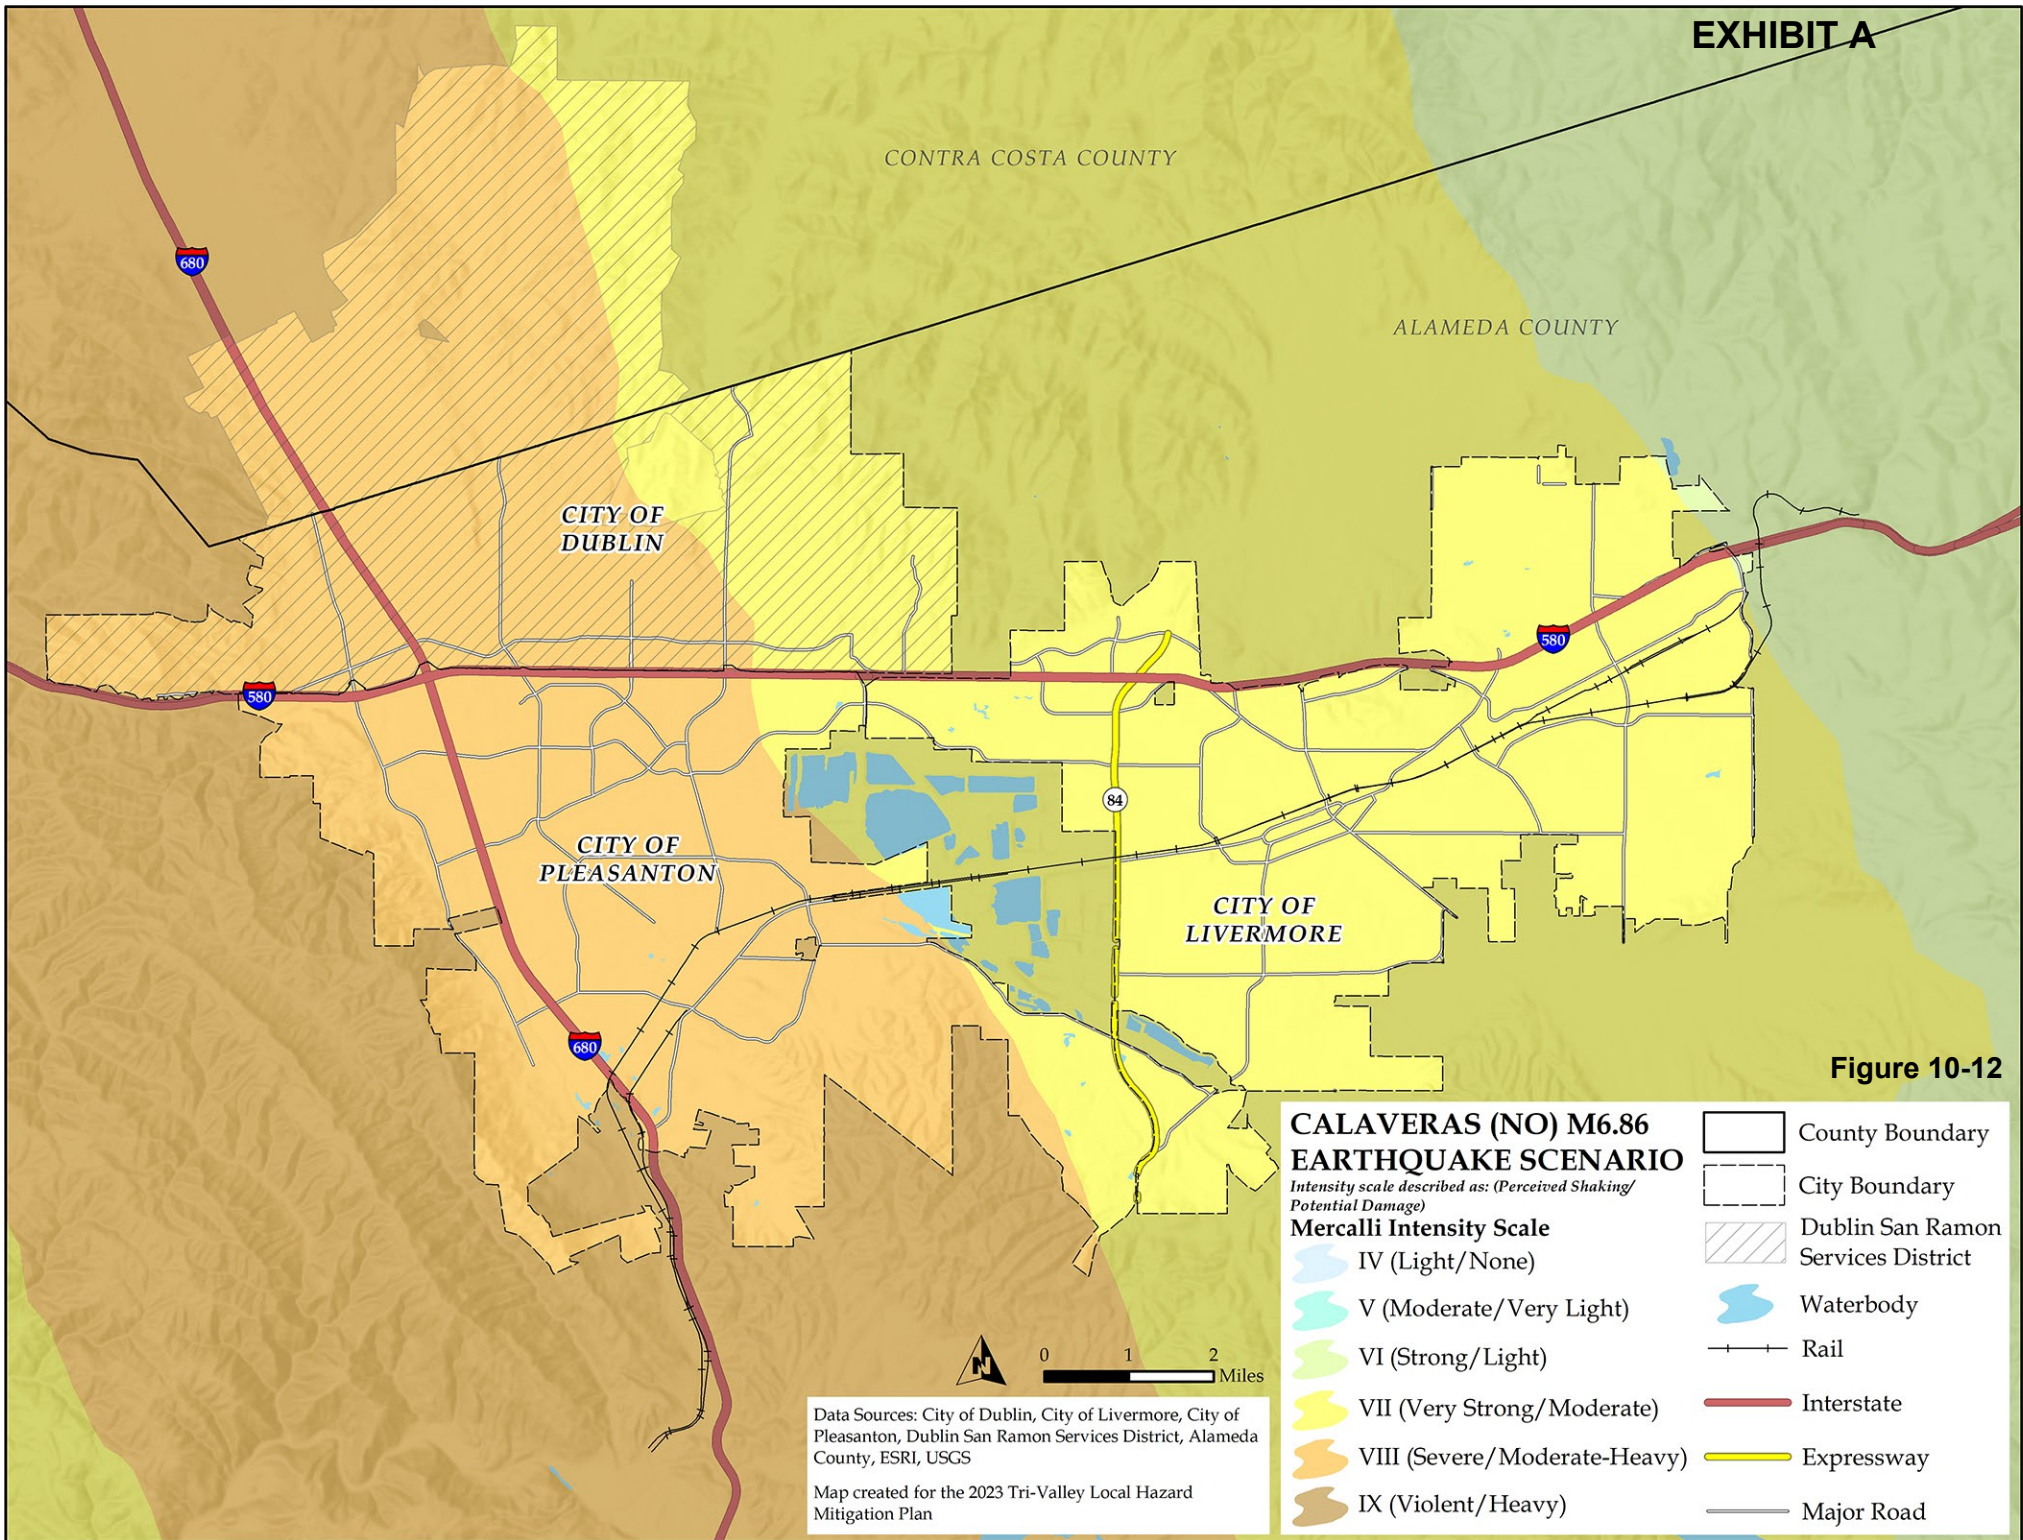 EXHIBIT A
CONTRA COSTA COUNTY
680
ALAMEDA COUNTY
CITY OF
DUBLIN
580
580
84
CITY OF
PLEASANTON
CITY OF
LIVERMORE
680
Figure 10-12
CALAVERAS (NO) M6.86
EARTHQUAKE SCENARIO
Intensity scale described as: (Perceived Shaking/
Potential Damage)
Mercalli Intensity Scale
IV (Light/None)
V (Moderate/Very Light)
VI (Strong/Light)
VII (Very Strong/Moderate)
VIII (Severe/Moderate-Heavy)
IX (Violent/Heavy)
County Boundary
City Boundary
Dublin San Ramon
Services District
Waterbody
Rail
Interstate
Expressway
Major Road
N
0 1 2
Miles
Data Sources: City of Dublin, City of Livermore, City of
Pleasanton, Dublin San Ramon Services District, Alameda
County, ESRI, USGS
Map created for the 2023 Tri-Valley Local Hazard
Mitigation Plan